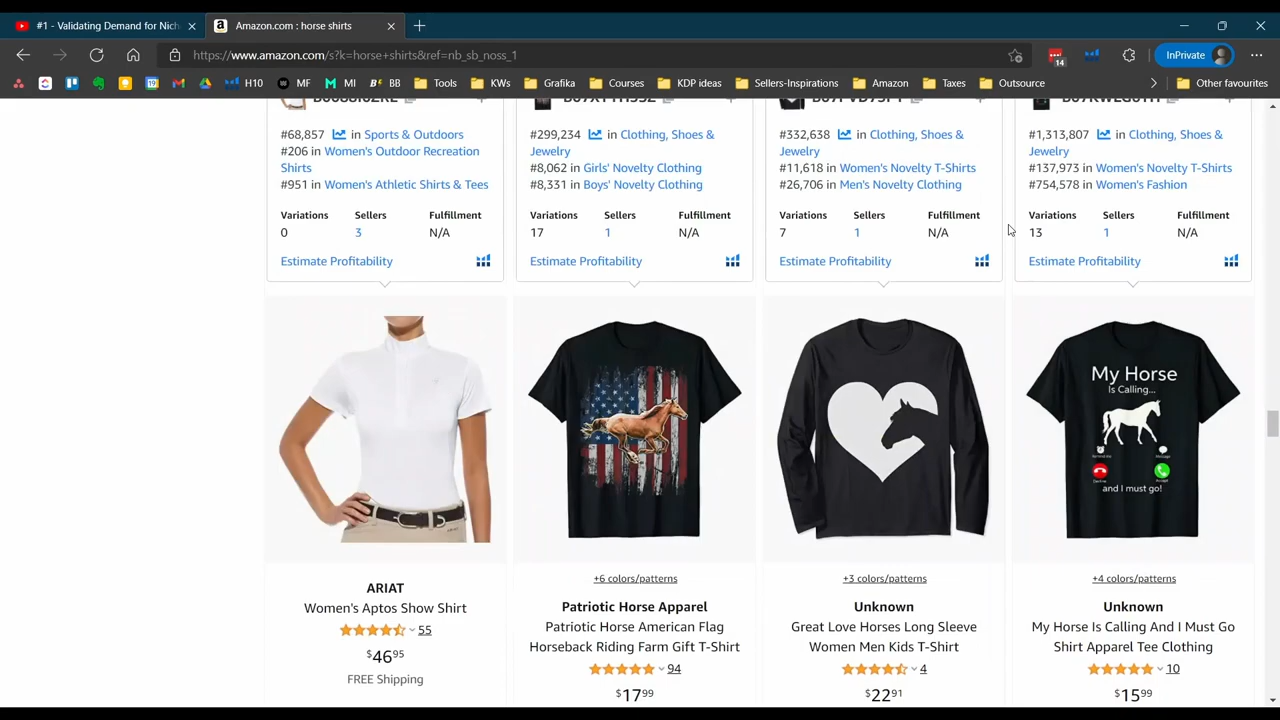 #1 - Validating Demand for Nich
Amazon.com : horse shirts
https://www.amazon.com/s?k=horse+shirts&ref=nb_sb_noss_1
14
InPrivate
H10
MF
MI
BB
Tools
KWs
Grafika
Courses
KDP ideas
Sellers-Inspirations
Amazon
Taxes
Outsource
Other favourites
#68,857 in Sports & Outdoors
#206 in Women's Outdoor Recreation
Shirts
#951 in Women's Athletic Shirts & Tees
Variations Sellers Fulfillment
0 3 N/A
Estimate Profitability
#299,234 in Clothing, Shoes &
Jewelry
#8,062 in Girls' Novelty Clothing
#8,331 in Boys' Novelty Clothing
Variations Sellers Fulfillment
17 1 N/A
Estimate Profitability
#332,638 in Clothing, Shoes &
Jewelry
#11,618 in Women's Novelty T-Shirts
#26,706 in Men's Novelty Clothing
Variations Sellers Fulfillment
7 1 N/A
Estimate Profitability
#1,313,807 in Clothing, Shoes &
Jewelry
#137,973 in Women's Novelty T-Shirts
#754,578 in Women's Fashion
Variations Sellers Fulfillment
13 1 N/A
Estimate Profitability
My Horse
Is Calling...
Message
Decline
and I must go!
ARIAT
Women's Aptos Show Shirt
55
$4695
FREE Shipping
+6 colors/patterns
Patriotic Horse Apparel
Patriotic Horse American Flag
Horseback Riding Farm Gift T-Shirt
94
$1799
+3 colors/patterns
Unknown
Great Love Horses Long Sleeve
Women Men Kids T-Shirt
4
$2291
+4 colors/patterns
Unknown
My Horse Is Calling And I Must Go
Shirt Apparel Tee Clothing
10
$1599